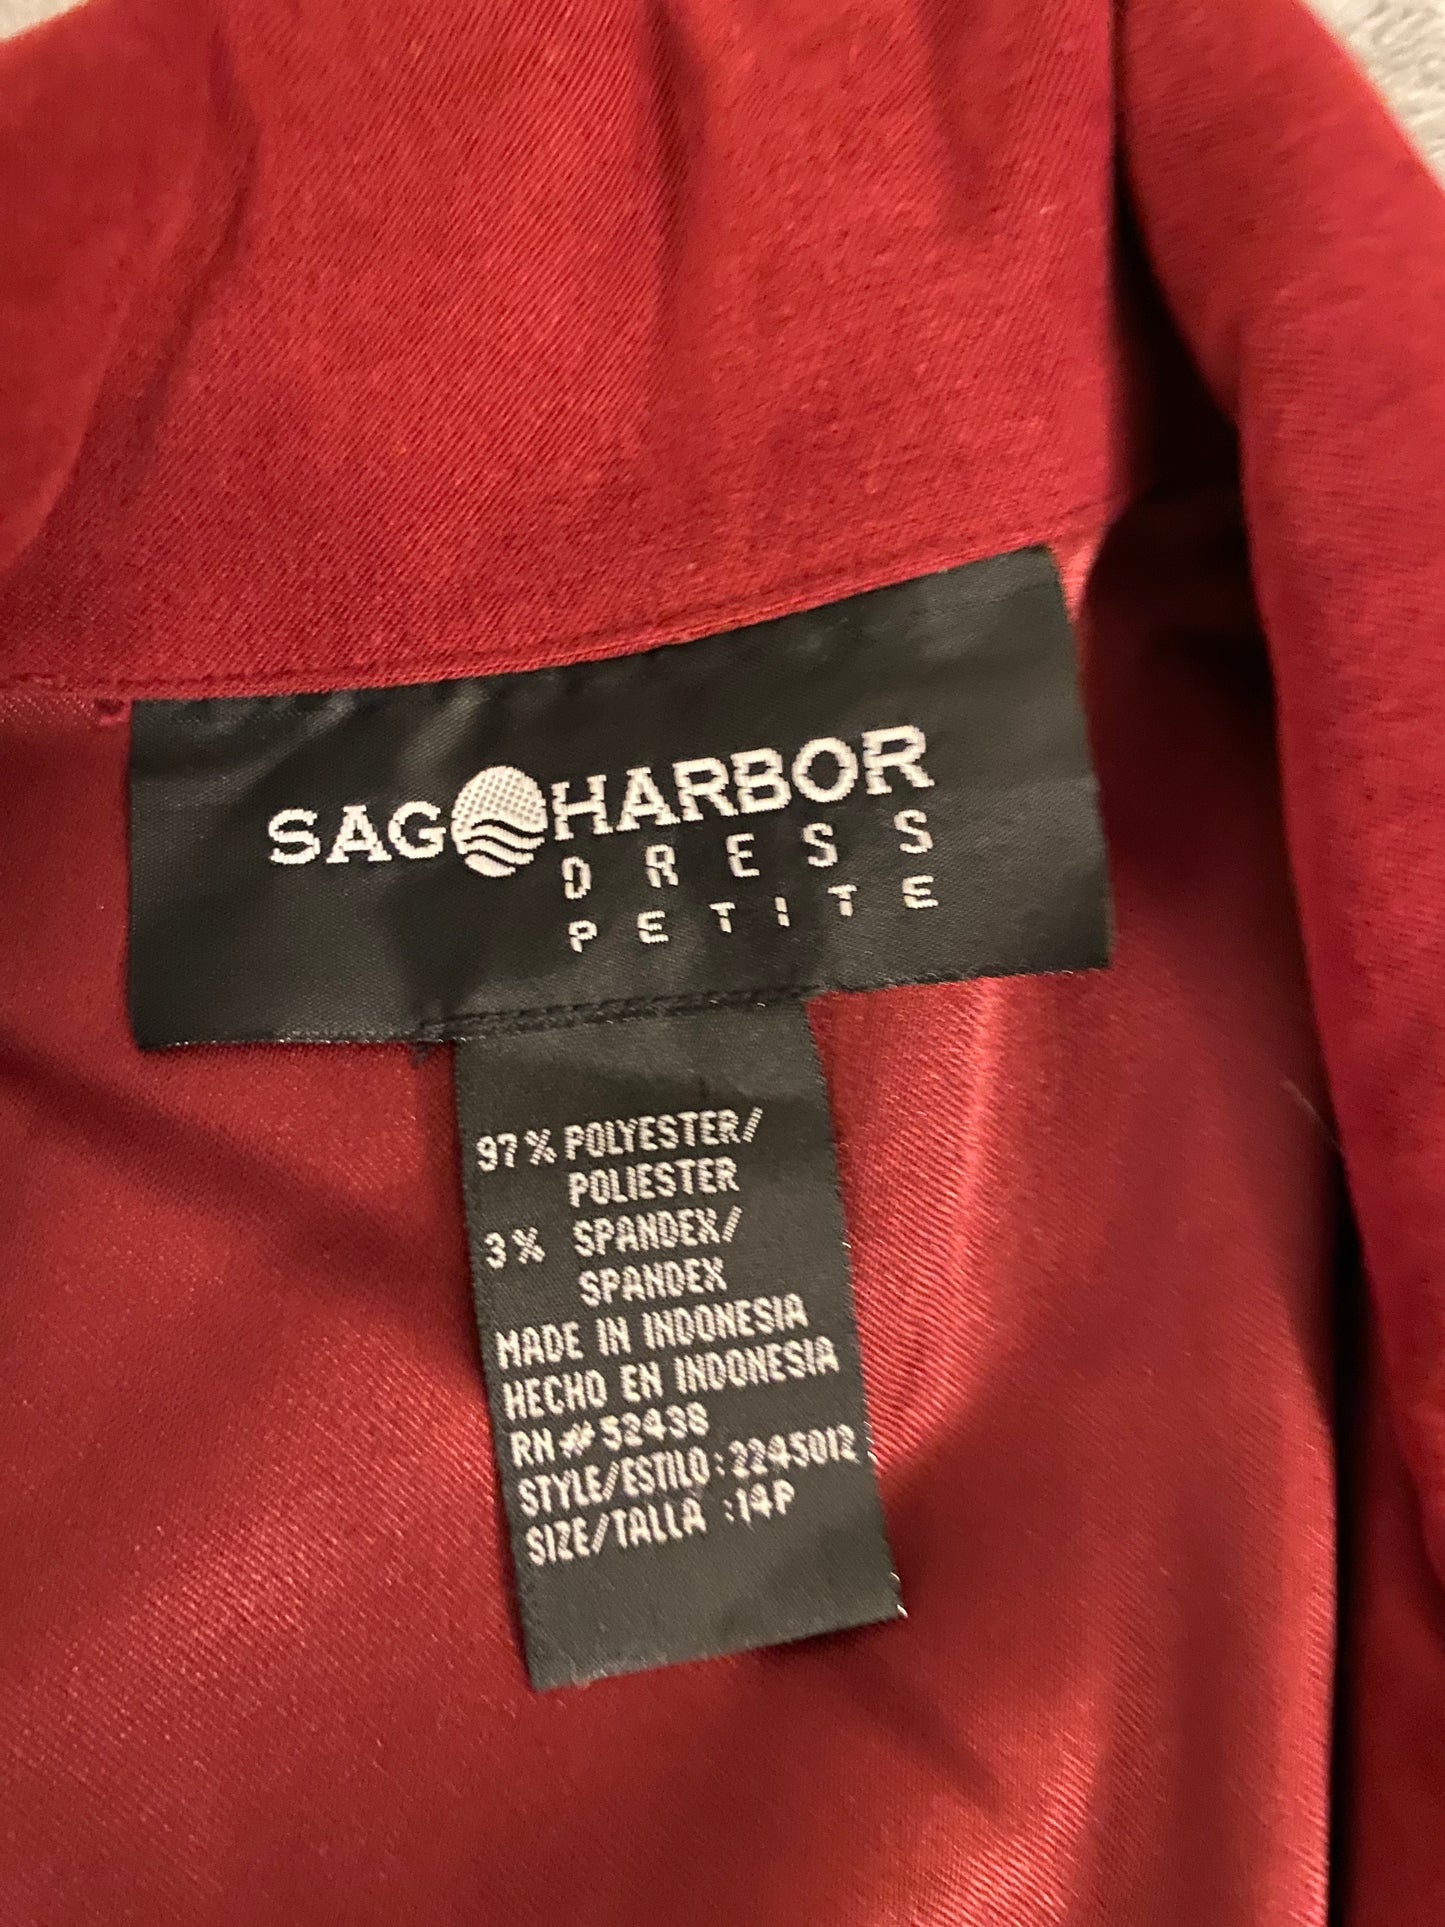 SAG HARBOR
DRESS
PETITE
97% POLYESTER/
POLIESTER
3% SPANDEX/
SPANDEX
MADE IN INDONESIA
HECHO EN INDONESIA
RN# 52438
STYLE/ESTILO: 2245012
SIZE/TALLA :14P